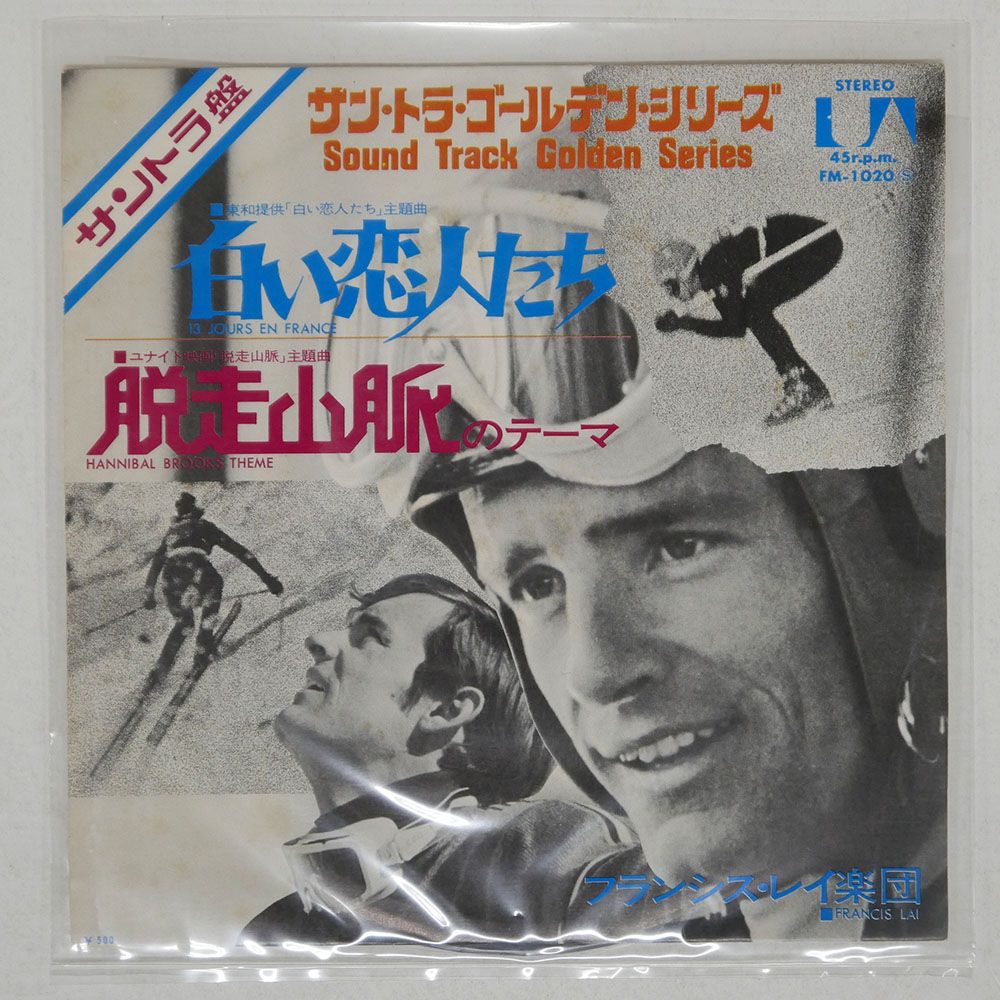 サントラ盤
サン・トラ・ゴールデン・シリーズ
Sound Track Golden Series
STEREO
UA
45r.p.m.
FM-1020 S
■東和提供「白い恋人たち」主題曲
白い恋人たち
13 JOURS EN FRANCE
■ユナイト映画「脱走山脈」主題曲
脱走山脈のテーマ
HANNIBAL BROOKS THEME
フランシス・レイ楽団
■FRANCIS LAI
¥ 500